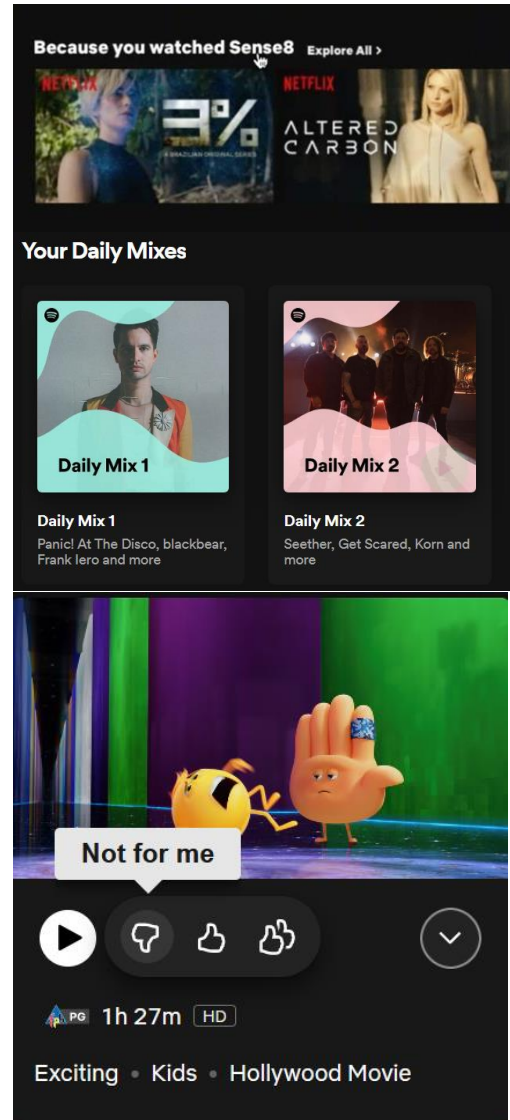 Because you watched Sense8 Explore All >
NETFLIX
3%
A BRAZILIAN ORIGINAL SERIES
NETFLIX
ALTERED
CARBON
Your Daily Mixes
Daily Mix 1
Daily Mix 1
Panic! At The Disco, blackbear,
Frank Iero and more
Daily Mix 2
Daily Mix 2
Seether, Get Scared, Korn and
more
Not for me
PG 1h 27m HD
Exciting • Kids • Hollywood Movie